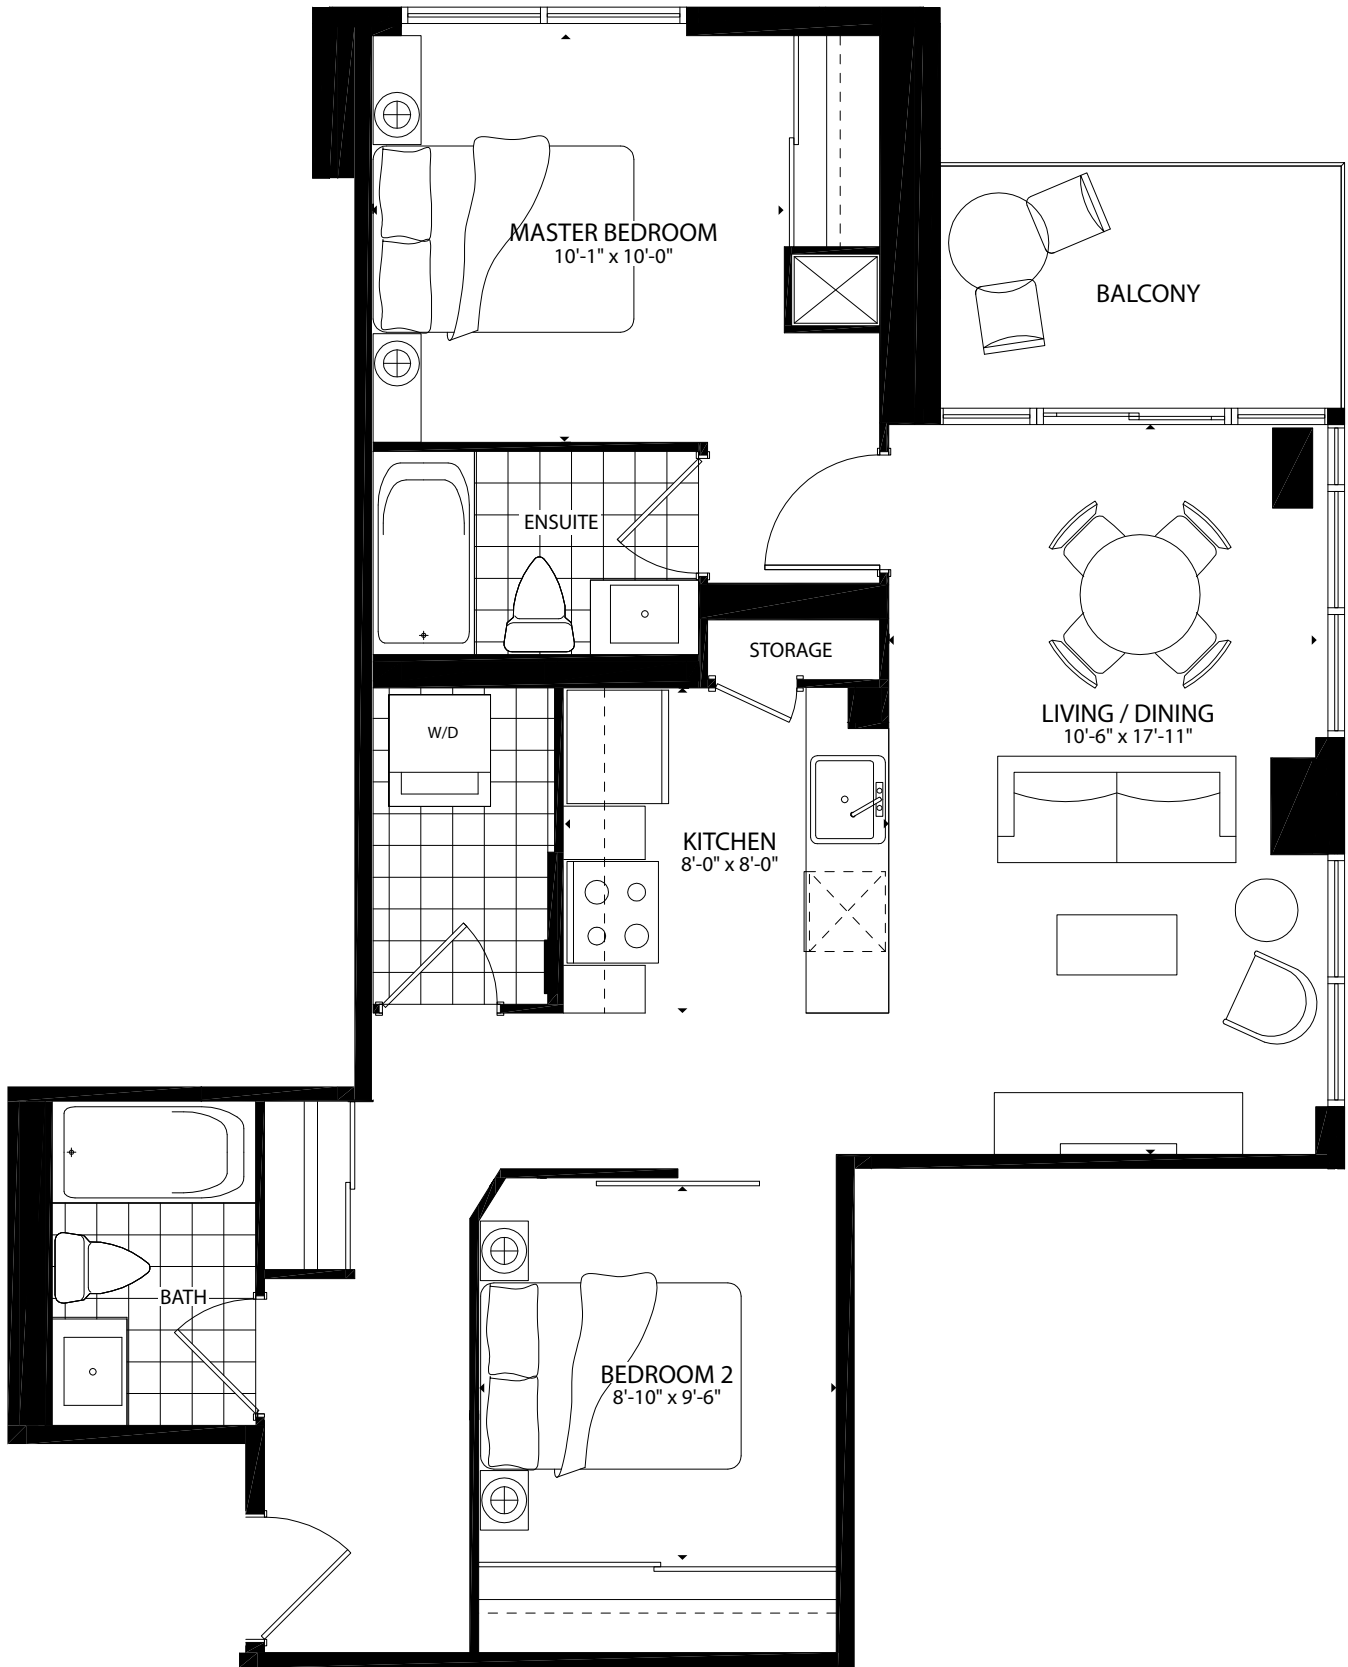 MASTER BEDROOM
10'-1" x 10'-0"
BALCONY
ENSUITE
STORAGE
W/D
LIVING / DINING
10'-6" x 17'-11"
KITCHEN
8'-0" x 8'-0"
BATH
BEDROOM 2
8'-10" x 9'-6"